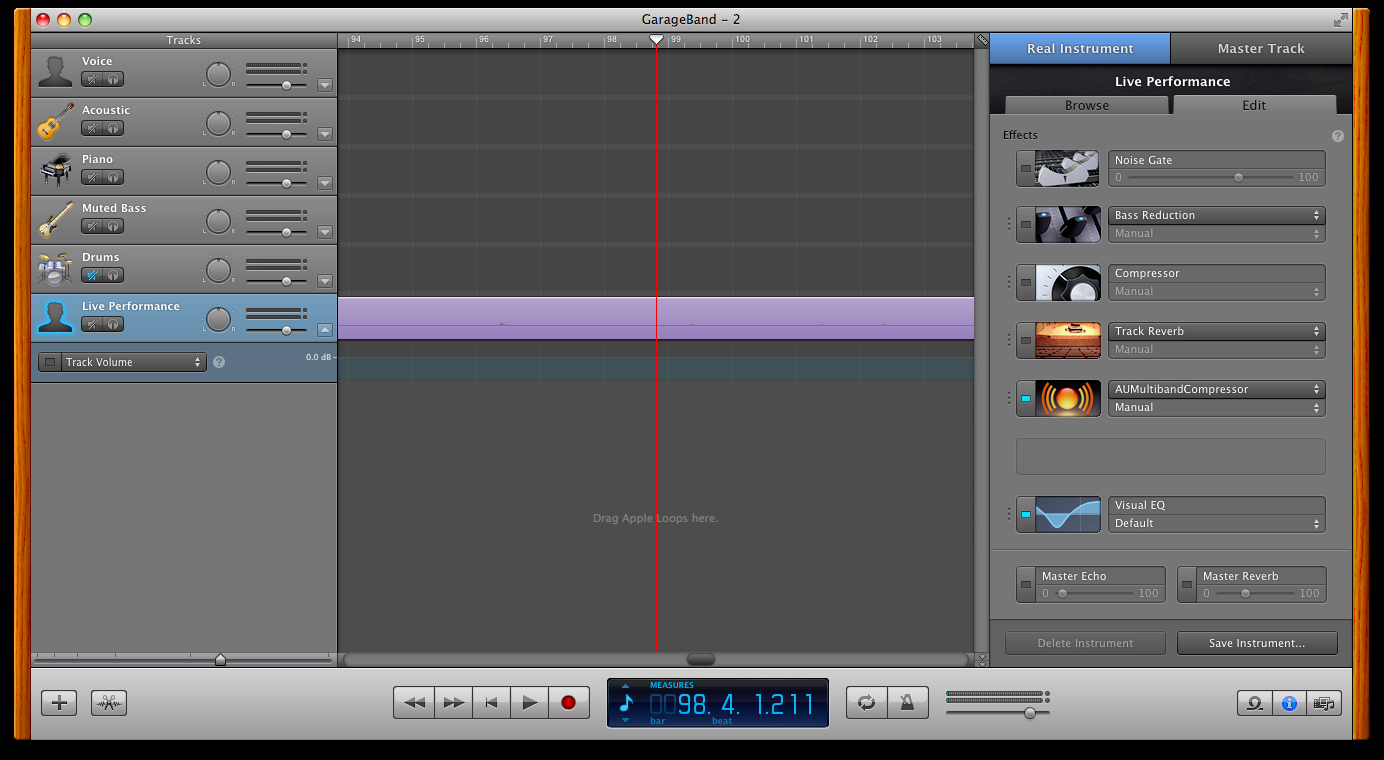 GarageBand - 2
Tracks
94 95 96 97 98 99 100 101 102 103
Real Instrument Master Track
Live Performance
Browse Edit
Effects ?
Voice
L R
Acoustic
L R
Piano
L R
Muted Bass
L R
Drums
L R
Live Performance
L R
Track Volume ? 0.0 dB
Drag Apple Loops here.
Noise Gate
0 100
Bass Reduction
Manual
Compressor
Manual
Track Reverb
Manual
AUMultibandCompressor
Manual
Visual EQ
Default
Master Echo Master Reverb
0 100 0 100
Delete Instrument Save Instrument...
MEASURES
0098. 4. 1.211
bar beat
i